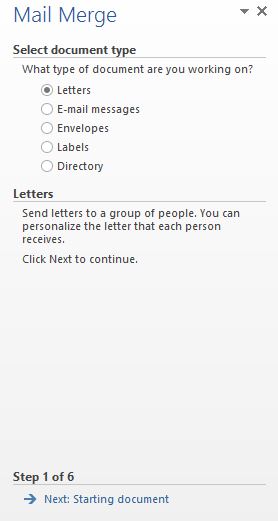 Mail Merge
Select document type
What type of document are you working on?
Letters
E-mail messages
Envelopes
Labels
Directory
Letters
Send letters to a group of people. You can
personalize the letter that each person
receives.
Click Next to continue.
Step 1 of 6
Next: Starting document